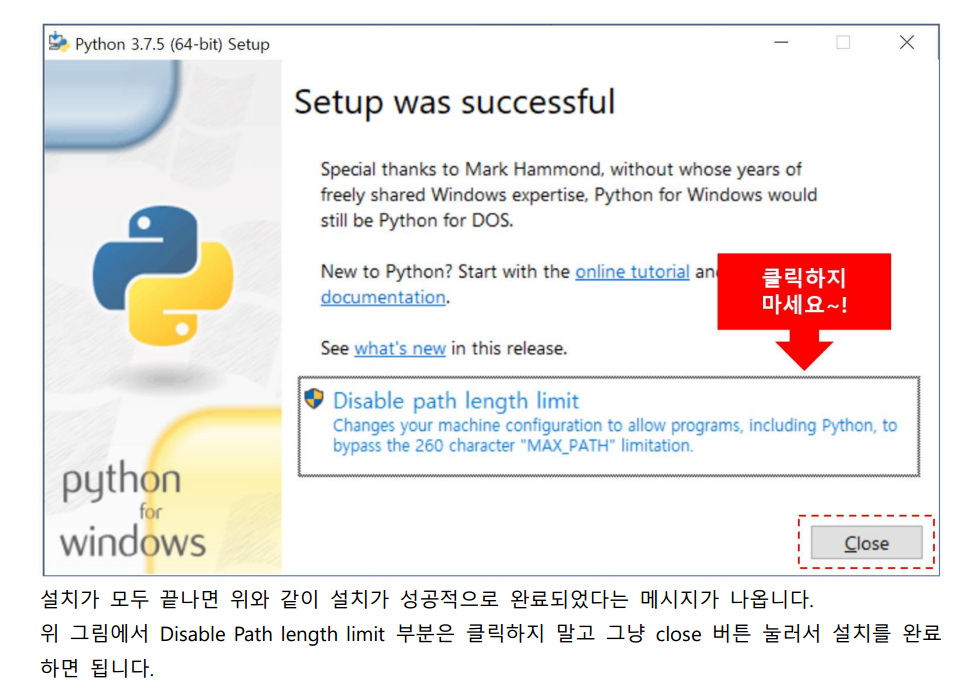 Python 3.7.5 (64-bit) Setup
Setup was successful
Special thanks to Mark Hammond, without whose years of
freely shared Windows expertise, Python for Windows would
still be Python for DOS.
New to Python? Start with the online tutorial an
documentation.
클릭하지
마세요~!
See what's new in this release.
Disable path length limit
Changes your machine configuration to allow programs, including Python, to
bypass the 260 character "MAX_PATH" limitation.
python
for
windows
Close
설치가 모두 끝나면 위와 같이 설치가 성공적으로 완료되었다는 메시지가 나옵니다.
위 그림에서 Disable Path length limit 부분은 클릭하지 말고 그냥 close 버튼 눌러서 설치를 완료
하면 됩니다.